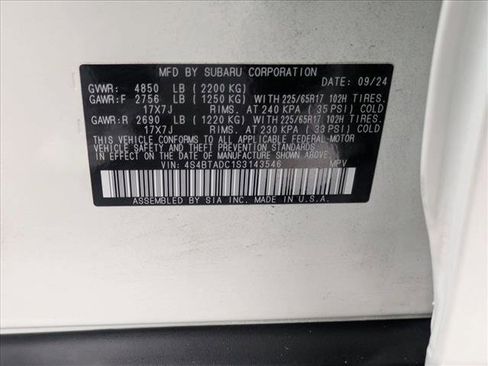 MFD BY SUBARU CORPORATION
DATE: 09/24
GVWR: 4850 LB ( 2200 KG)
GAWR:F 2756 LB ( 1250 KG) WITH 225/65R17 102H TIRES.
17X7J RIMS. AT 240 KPA ( 35 PSI) COLD
GAWR:R 2690 LB ( 1220 KG) WITH 225/65R17 102H TIRES.
17X7J RIMS. AT 230 KPA ( 33 PSI) COLD
THIS VEHICLE CONFORMS TO ALL APPLICABLE FEDERAL-MOTOR
VEHICLE SAFETY AND THEFT PREVENTION STANDARDS
IN EFFECT ON THE DATE OF MANUFACTURE SHOWN ABOVE.
VIN: 4S4BTADC1S3143546 MPV
ASSEMBLED BY SIA INC. MADE IN U.S.A.